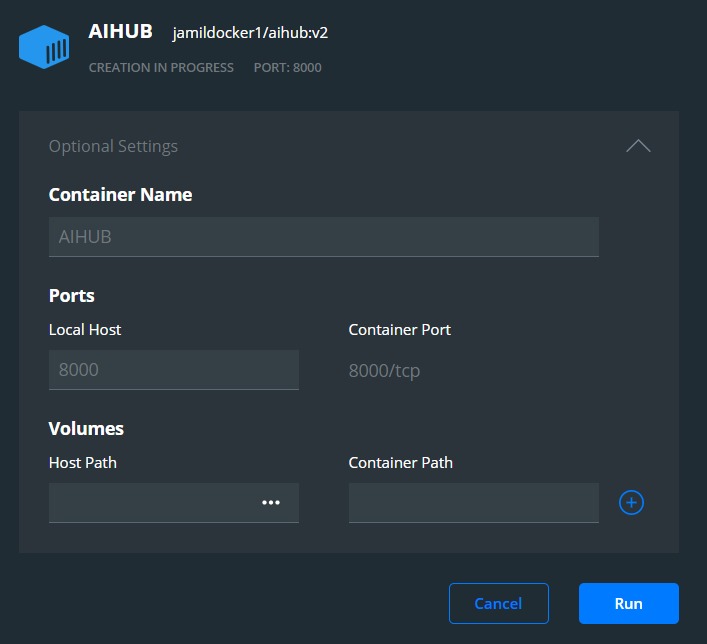 AIHUB jamildocker1/aihub:v2
CREATION IN PROGRESS PORT: 8000
Optional Settings
Container Name
AIHUB
Ports
Local Host Container Port
8000 8000/tcp
Volumes
Host Path Container Path
Cancel Run